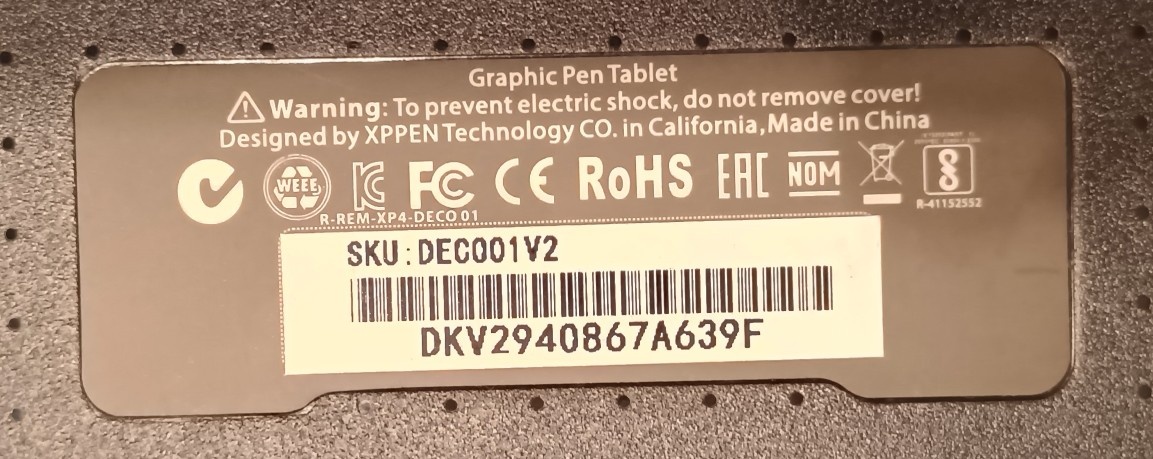 Graphic Pen Tablet
Warning: To prevent electric shock, do not remove cover!
Designed by XPPEN Technology CO. in California,Made in China
WEEE FC CE RoHS EAC NOM
R-REM-XP4-DECO 01
R-41152552
SKU:DECO01V2
DKV2940867A639F